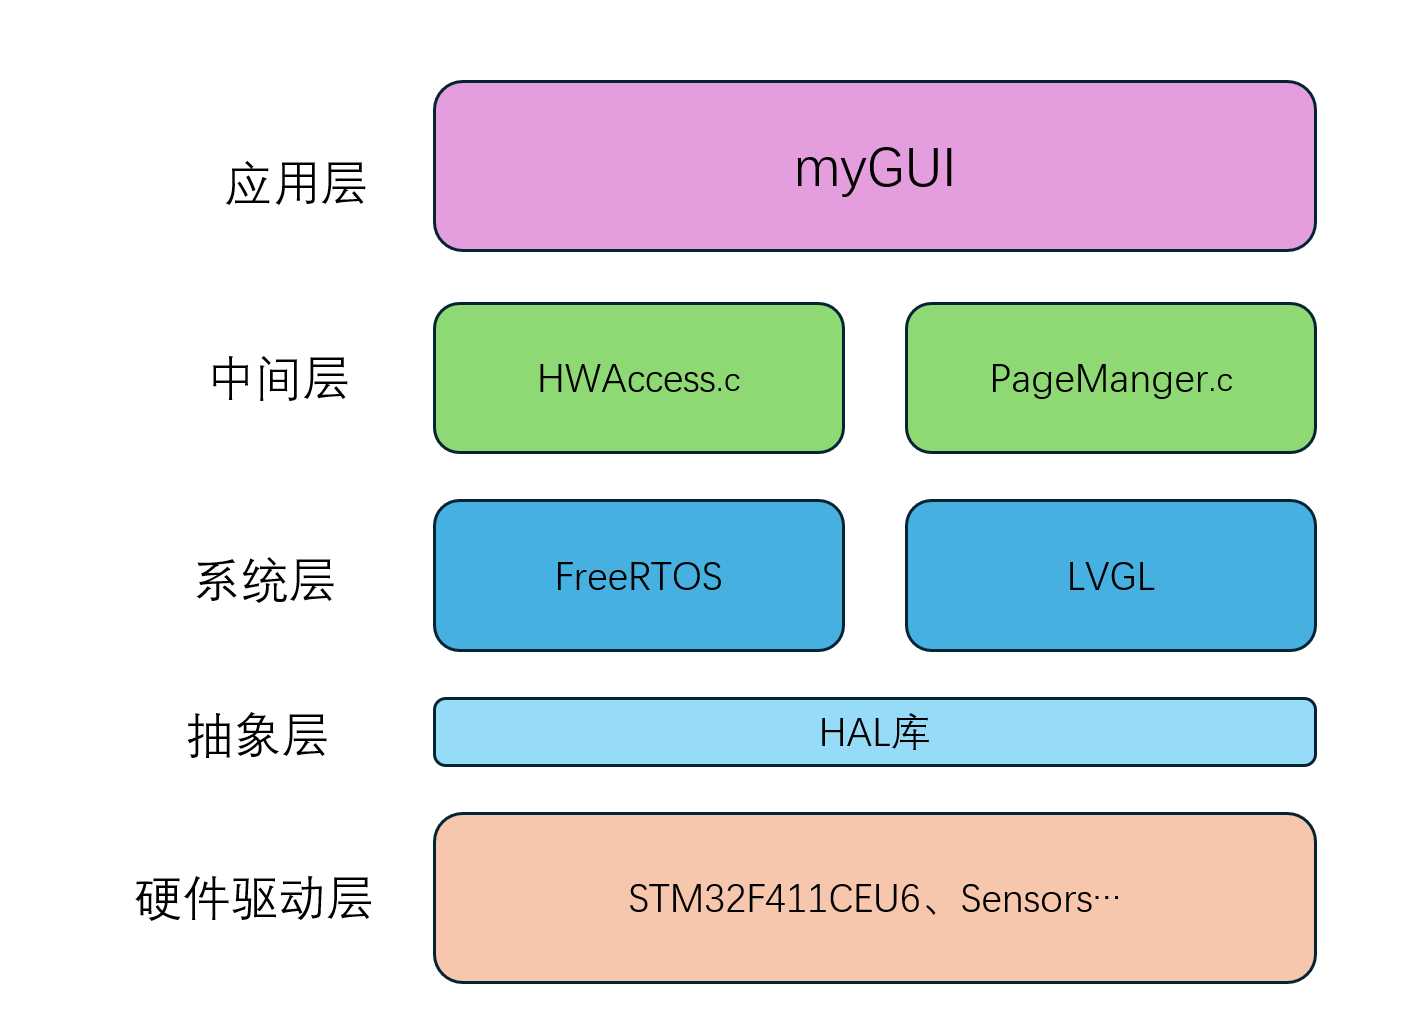 应用层
myGUI
中间层
HWAccess.c
PageManger.c
系统层
FreeRTOS
LVGL
抽象层
HAL库
硬件驱动层
STM32F411CEU6、Sensors…